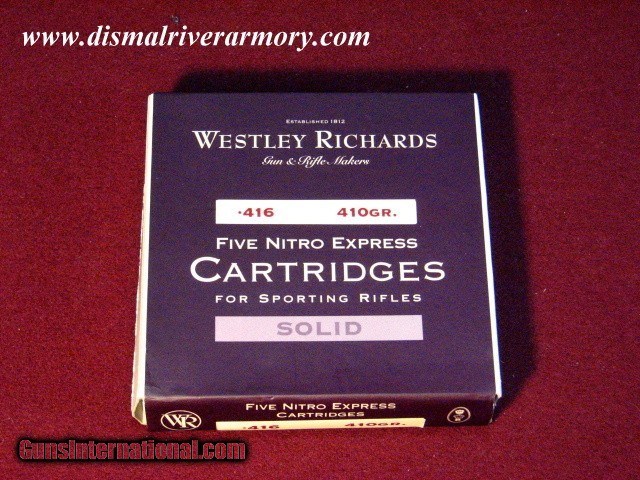 www.dismalriverarmory.com
ESTABLISHED 1812
WESTLEY RICHARDS
Gun & Rifle Makers
·416 410GR.
FIVE NITRO EXPRESS
CARTRIDGES
FOR SPORTING RIFLES
SOLID
FIVE NITRO EXPRESS
CARTRIDGES
WR
·416 410GR.
GunsInternational.com